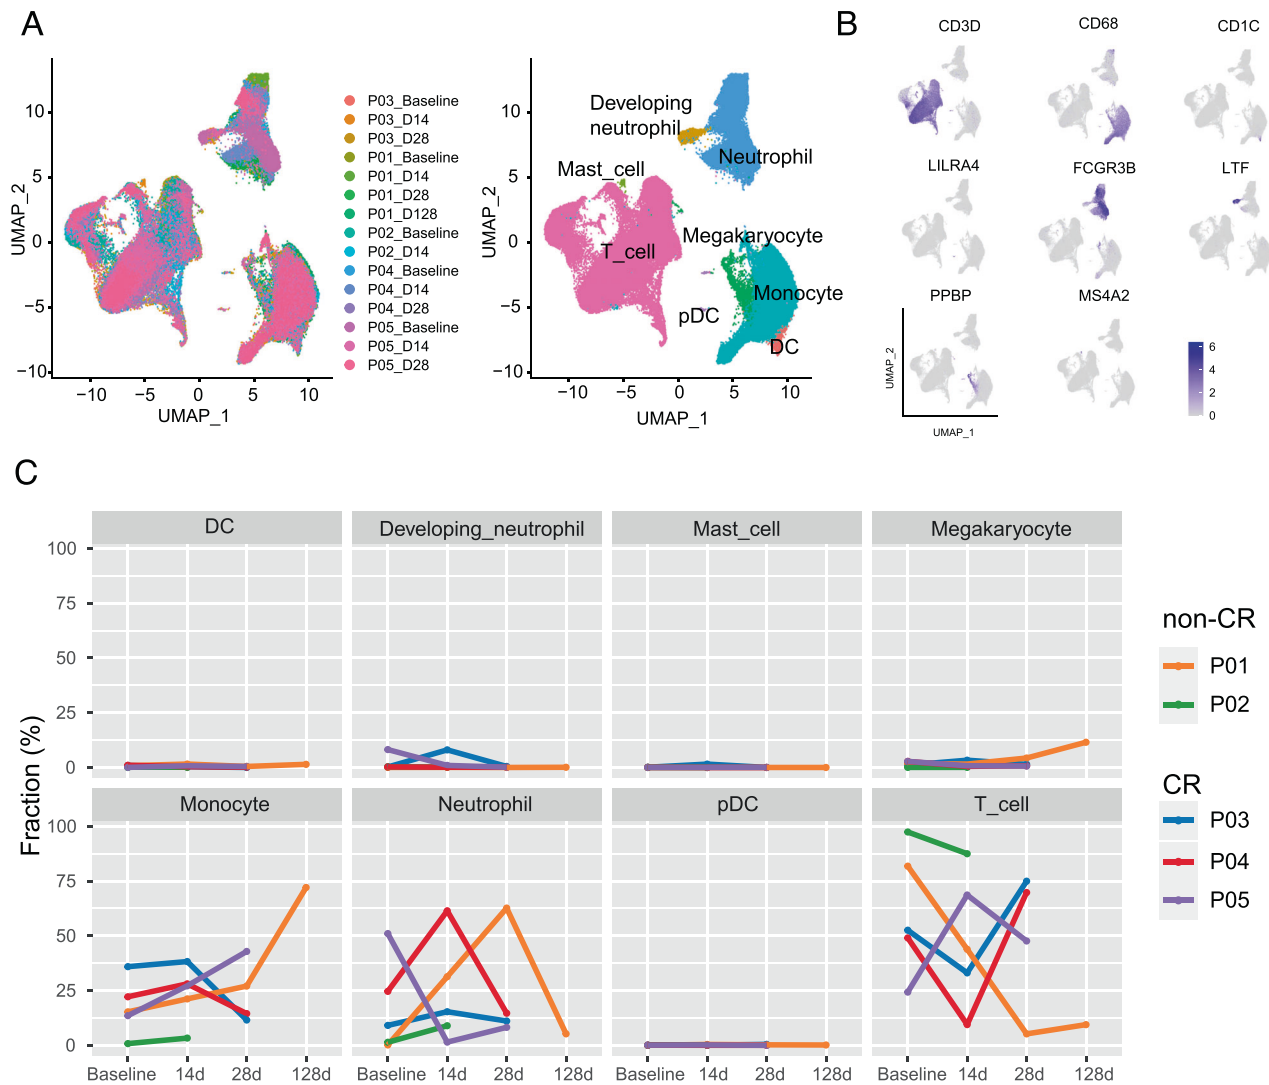 A
B
CD3D
CD68
CD1C
LILRA4
FCGR3B
LTF
PPBP
MS4A2
UMAP_2
UMAP_1
6
4
2
0
10
5
0
−5
−10
UMAP_2
−10
−5
0
5
10
UMAP_1
P03_Baseline
P03_D14
P03_D28
P01_Baseline
P01_D14
P01_D28
P01_D128
P02_Baseline
P02_D14
P04_Baseline
P04_D14
P04_D28
P05_Baseline
P05_D14
P05_D28
10
5
0
−5
−10
UMAP_2
−10
−5
0
5
10
UMAP_1
Developing
neutrophil
Neutrophil
Mast_cell
T_cell
Megakaryocyte
Monocyte
pDC
DC
C
Fraction (%)
DC
Developing_neutrophil
Mast_cell
Megakaryocyte
100
75
50
25
0
Monocyte
Neutrophil
pDC
T_cell
100
75
50
25
0
Baseline 14d 28d 128d
Baseline 14d 28d 128d
Baseline 14d 28d 128d
Baseline 14d 28d 128d
non-CR
P01
P02
CR
P03
P04
P05